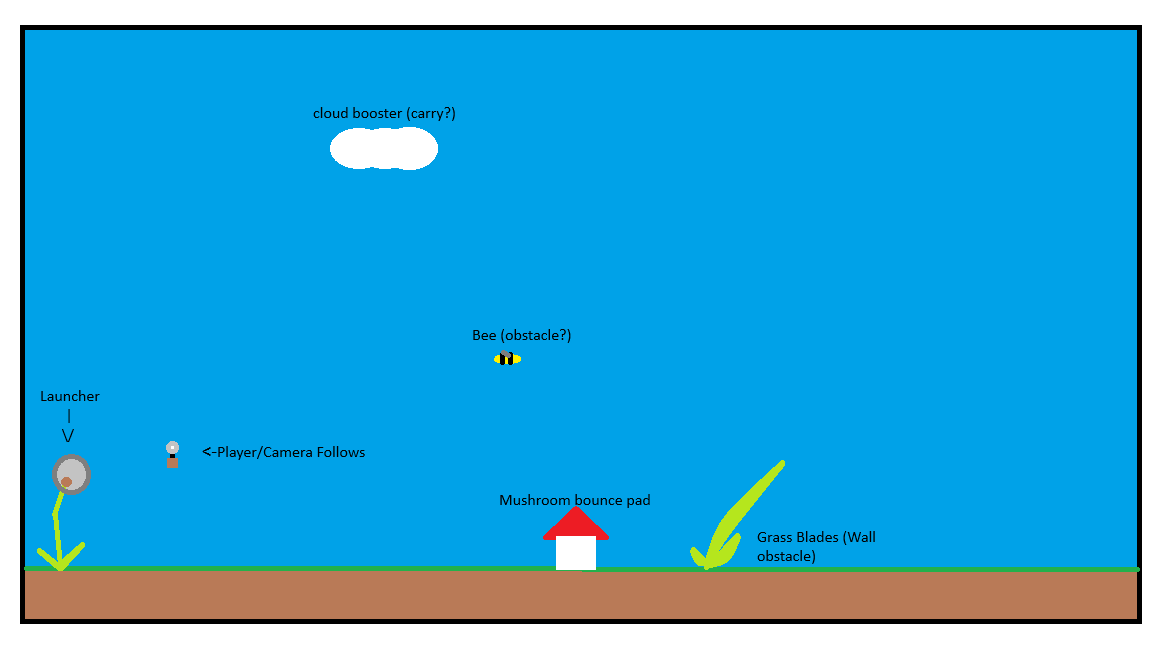 cloud booster (carry?)
Bee (obstacle?)
Launcher
|
V
<-Player/Camera Follows
Mushroom bounce pad
Grass Blades (Wall
obstacle)